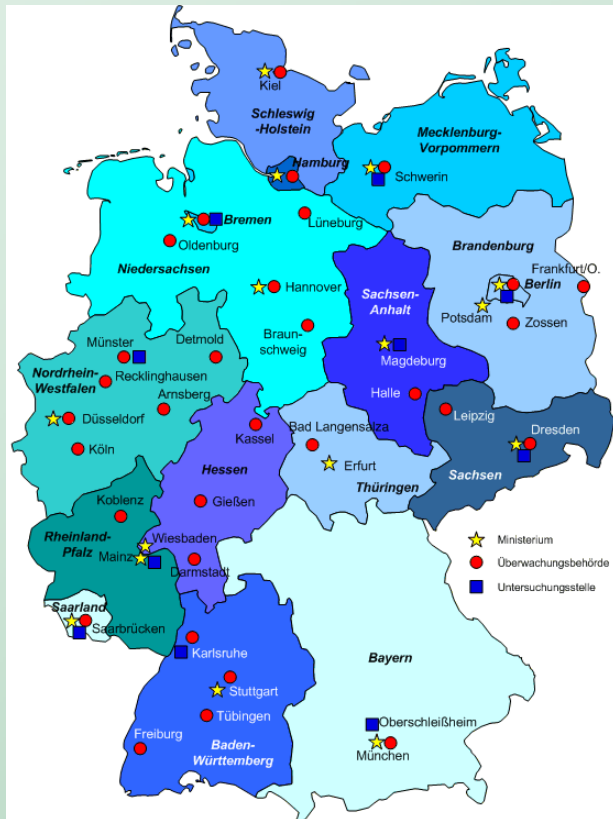 Kiel
Schleswig
-Holstein
Mecklenburg-
Vorpommern
Hamburg
Schwerin
Bremen
Lüneburg
Oldenburg
Brandenburg
Niedersachsen
Frankfurt/O.
Berlin
Hannover
Sachsen-
Anhalt
Potsdam
Zossen
Braun-
schweig
Münster
Detmold
Magdeburg
Nordrhein-
Westfalen
Recklinghausen
Arnsberg
Halle
Leipzig
Düsseldorf
Kassel
Bad Langensalza
Dresden
Köln
Hessen
Erfurt
Sachsen
Thüringen
Gießen
Koblenz
Rheinland-
Pfalz
Wiesbaden
Mainz
Darmstadt
Ministerium
Überwachungsbehörde
Untersuchungsstelle
Saarland
Saarbrücken
Karlsruhe
Bayern
Stuttgart
Tübingen
Oberschleißheim
Freiburg
Baden-
Württemberg
München